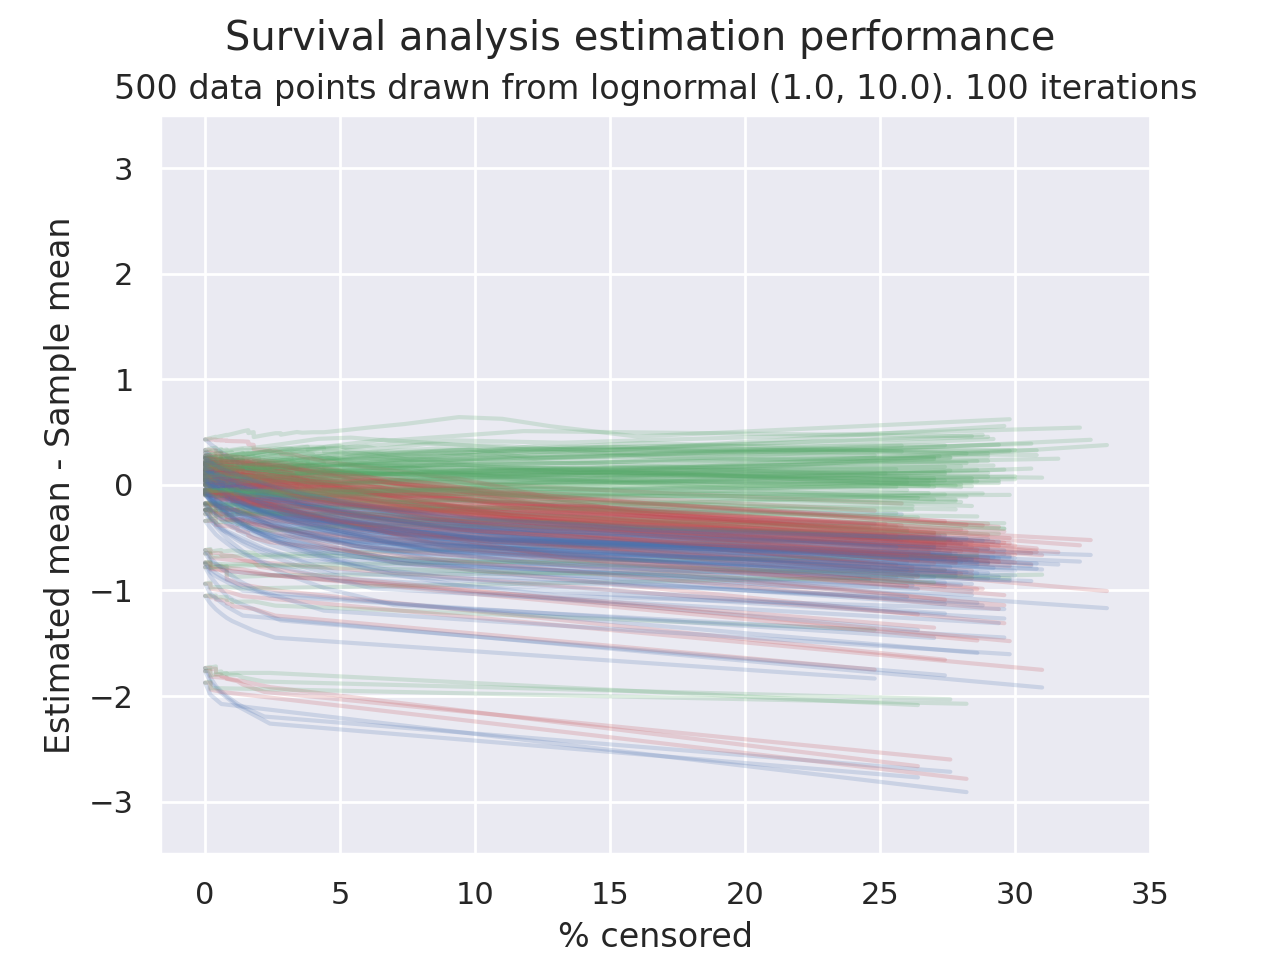 Survival analysis estimation performance
500 data points drawn from lognormal (1.0, 10.0). 100 iterations
Estimated mean - Sample mean
3
2
1
0
−1
−2
−3
0 5 10 15 20 25 30 35
% censored